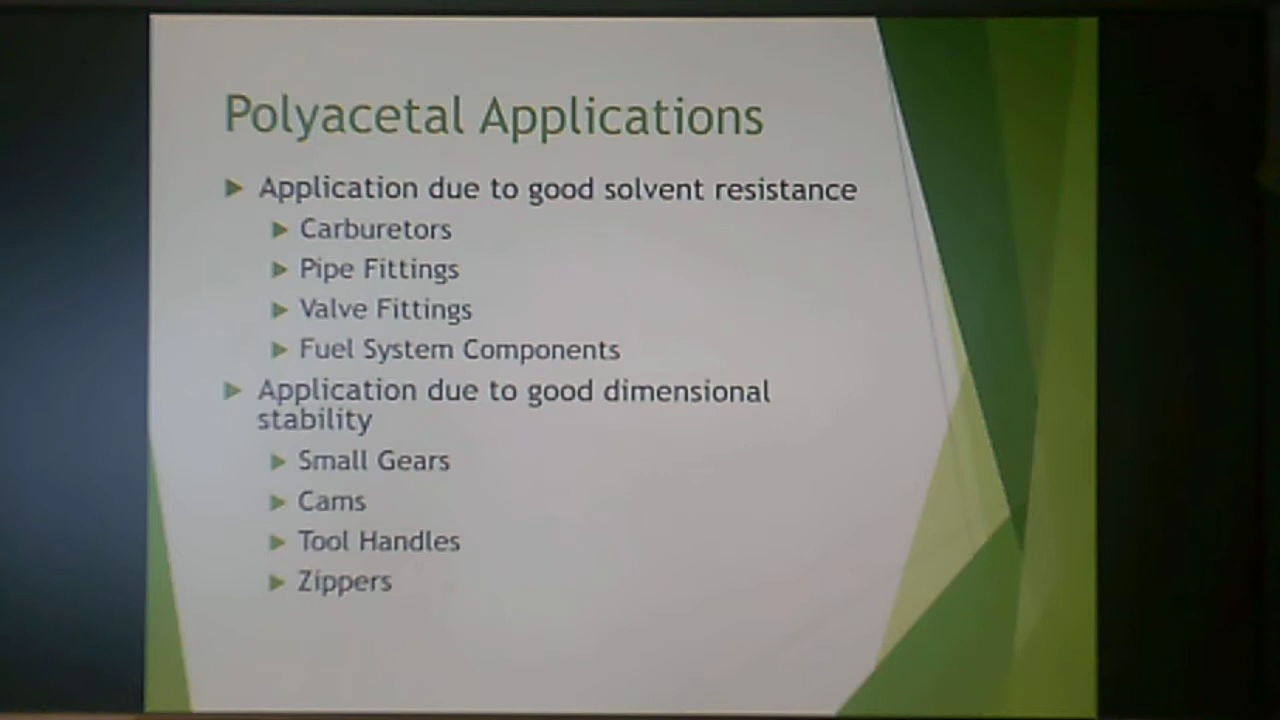 Polyacetal Applications
Application due to good solvent resistance
Carburetors
Pipe Fittings
Valve Fittings
Fuel System Components
Application due to good dimensional
stability
Small Gears
Cams
Tool Handles
Zippers